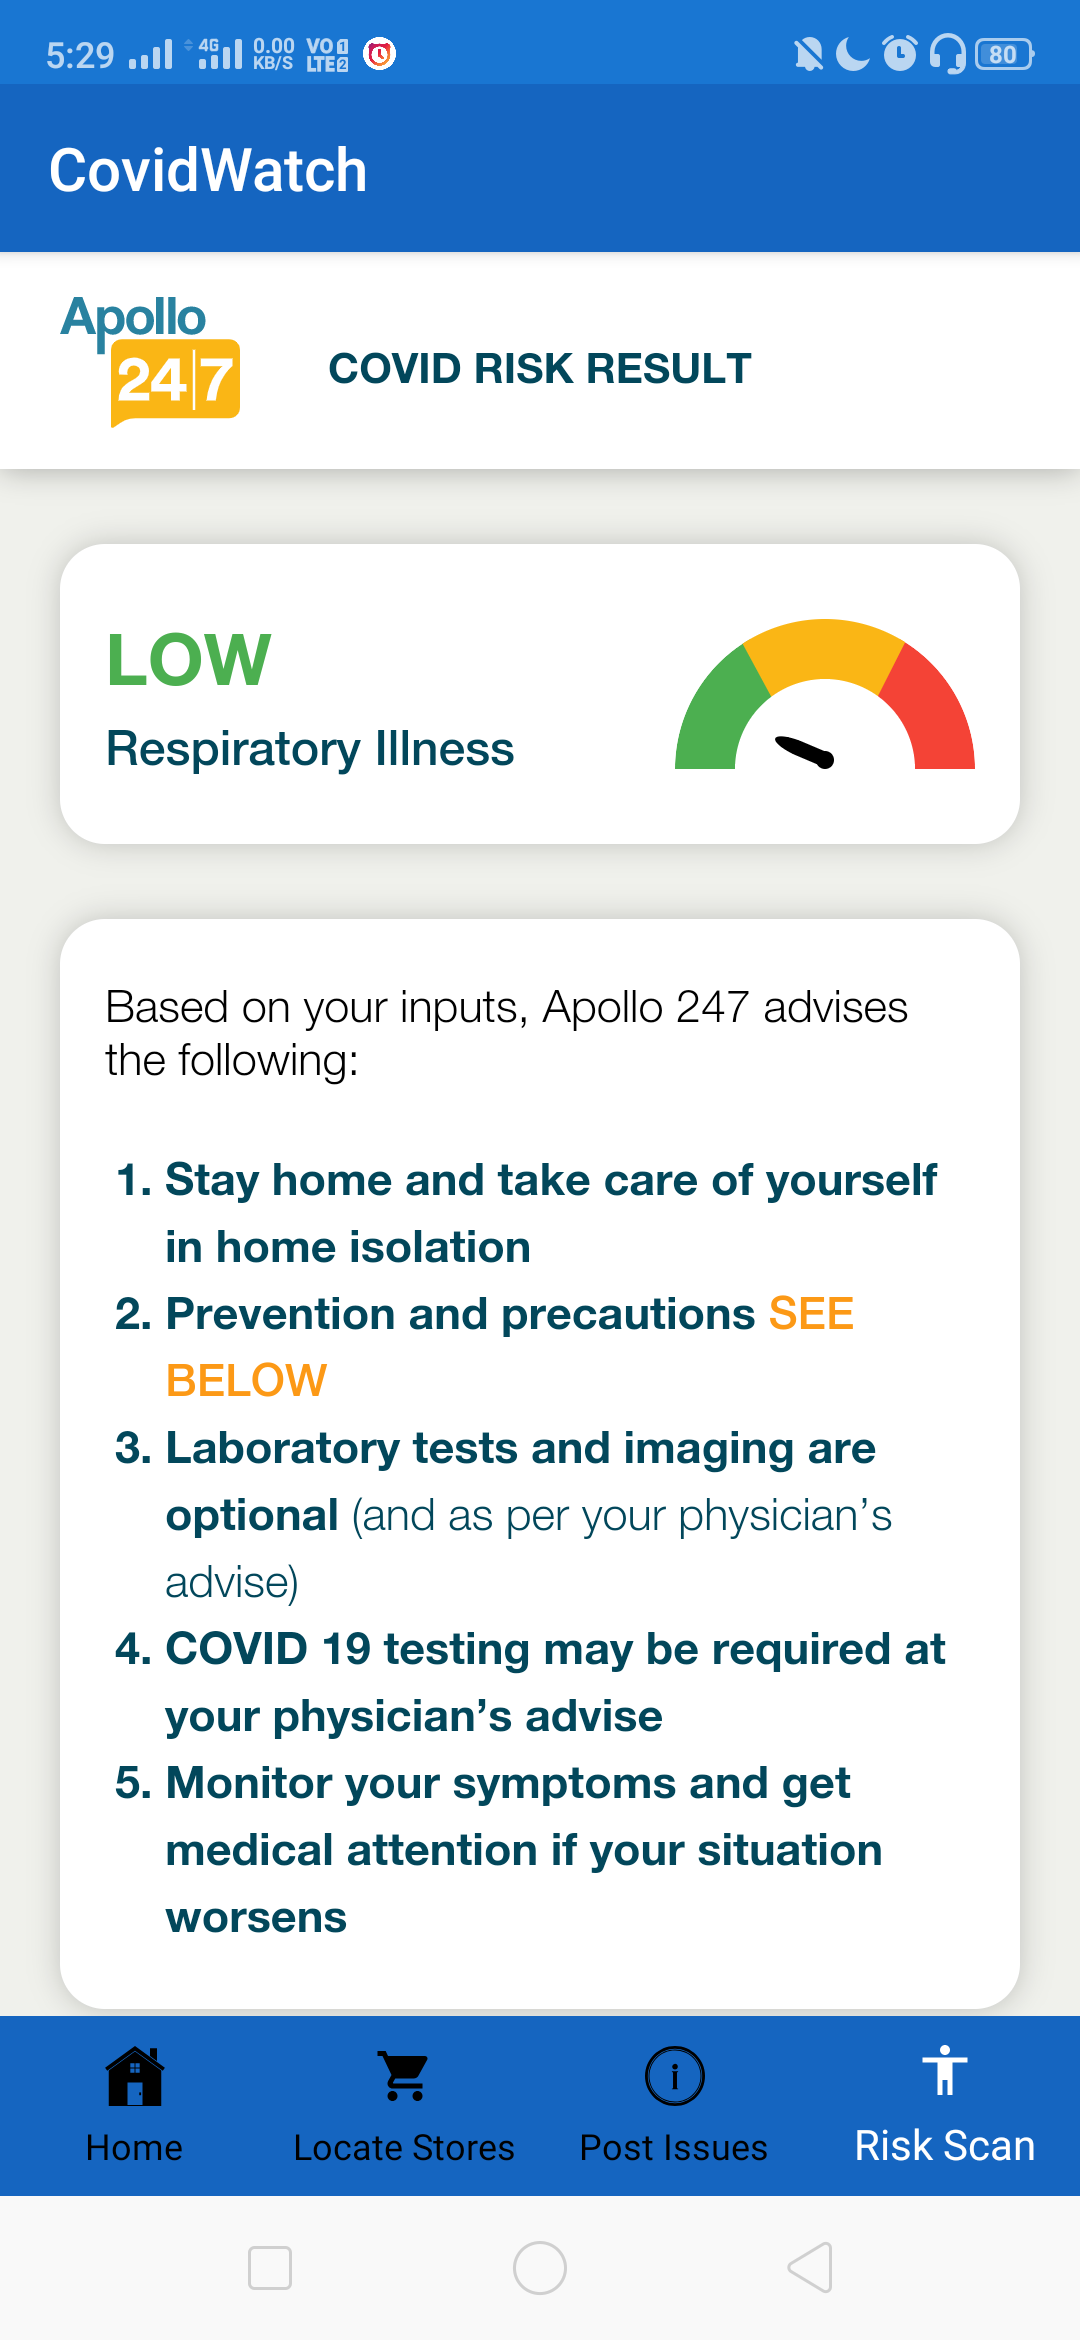 5:29 4G 0.00 KB/S VO 1 LTE 2 80
CovidWatch
Apollo
24|7
COVID RISK RESULT
LOW
Respiratory Illness
Based on your inputs, Apollo 247 advises
the following:
1. Stay home and take care of yourself
in home isolation
2. Prevention and precautions SEE
BELOW
3. Laboratory tests and imaging are
optional (and as per your physician’s
advise)
4. COVID 19 testing may be required at
your physician’s advise
5. Monitor your symptoms and get
medical attention if your situation
worsens
Home Locate Stores Post Issues Risk Scan